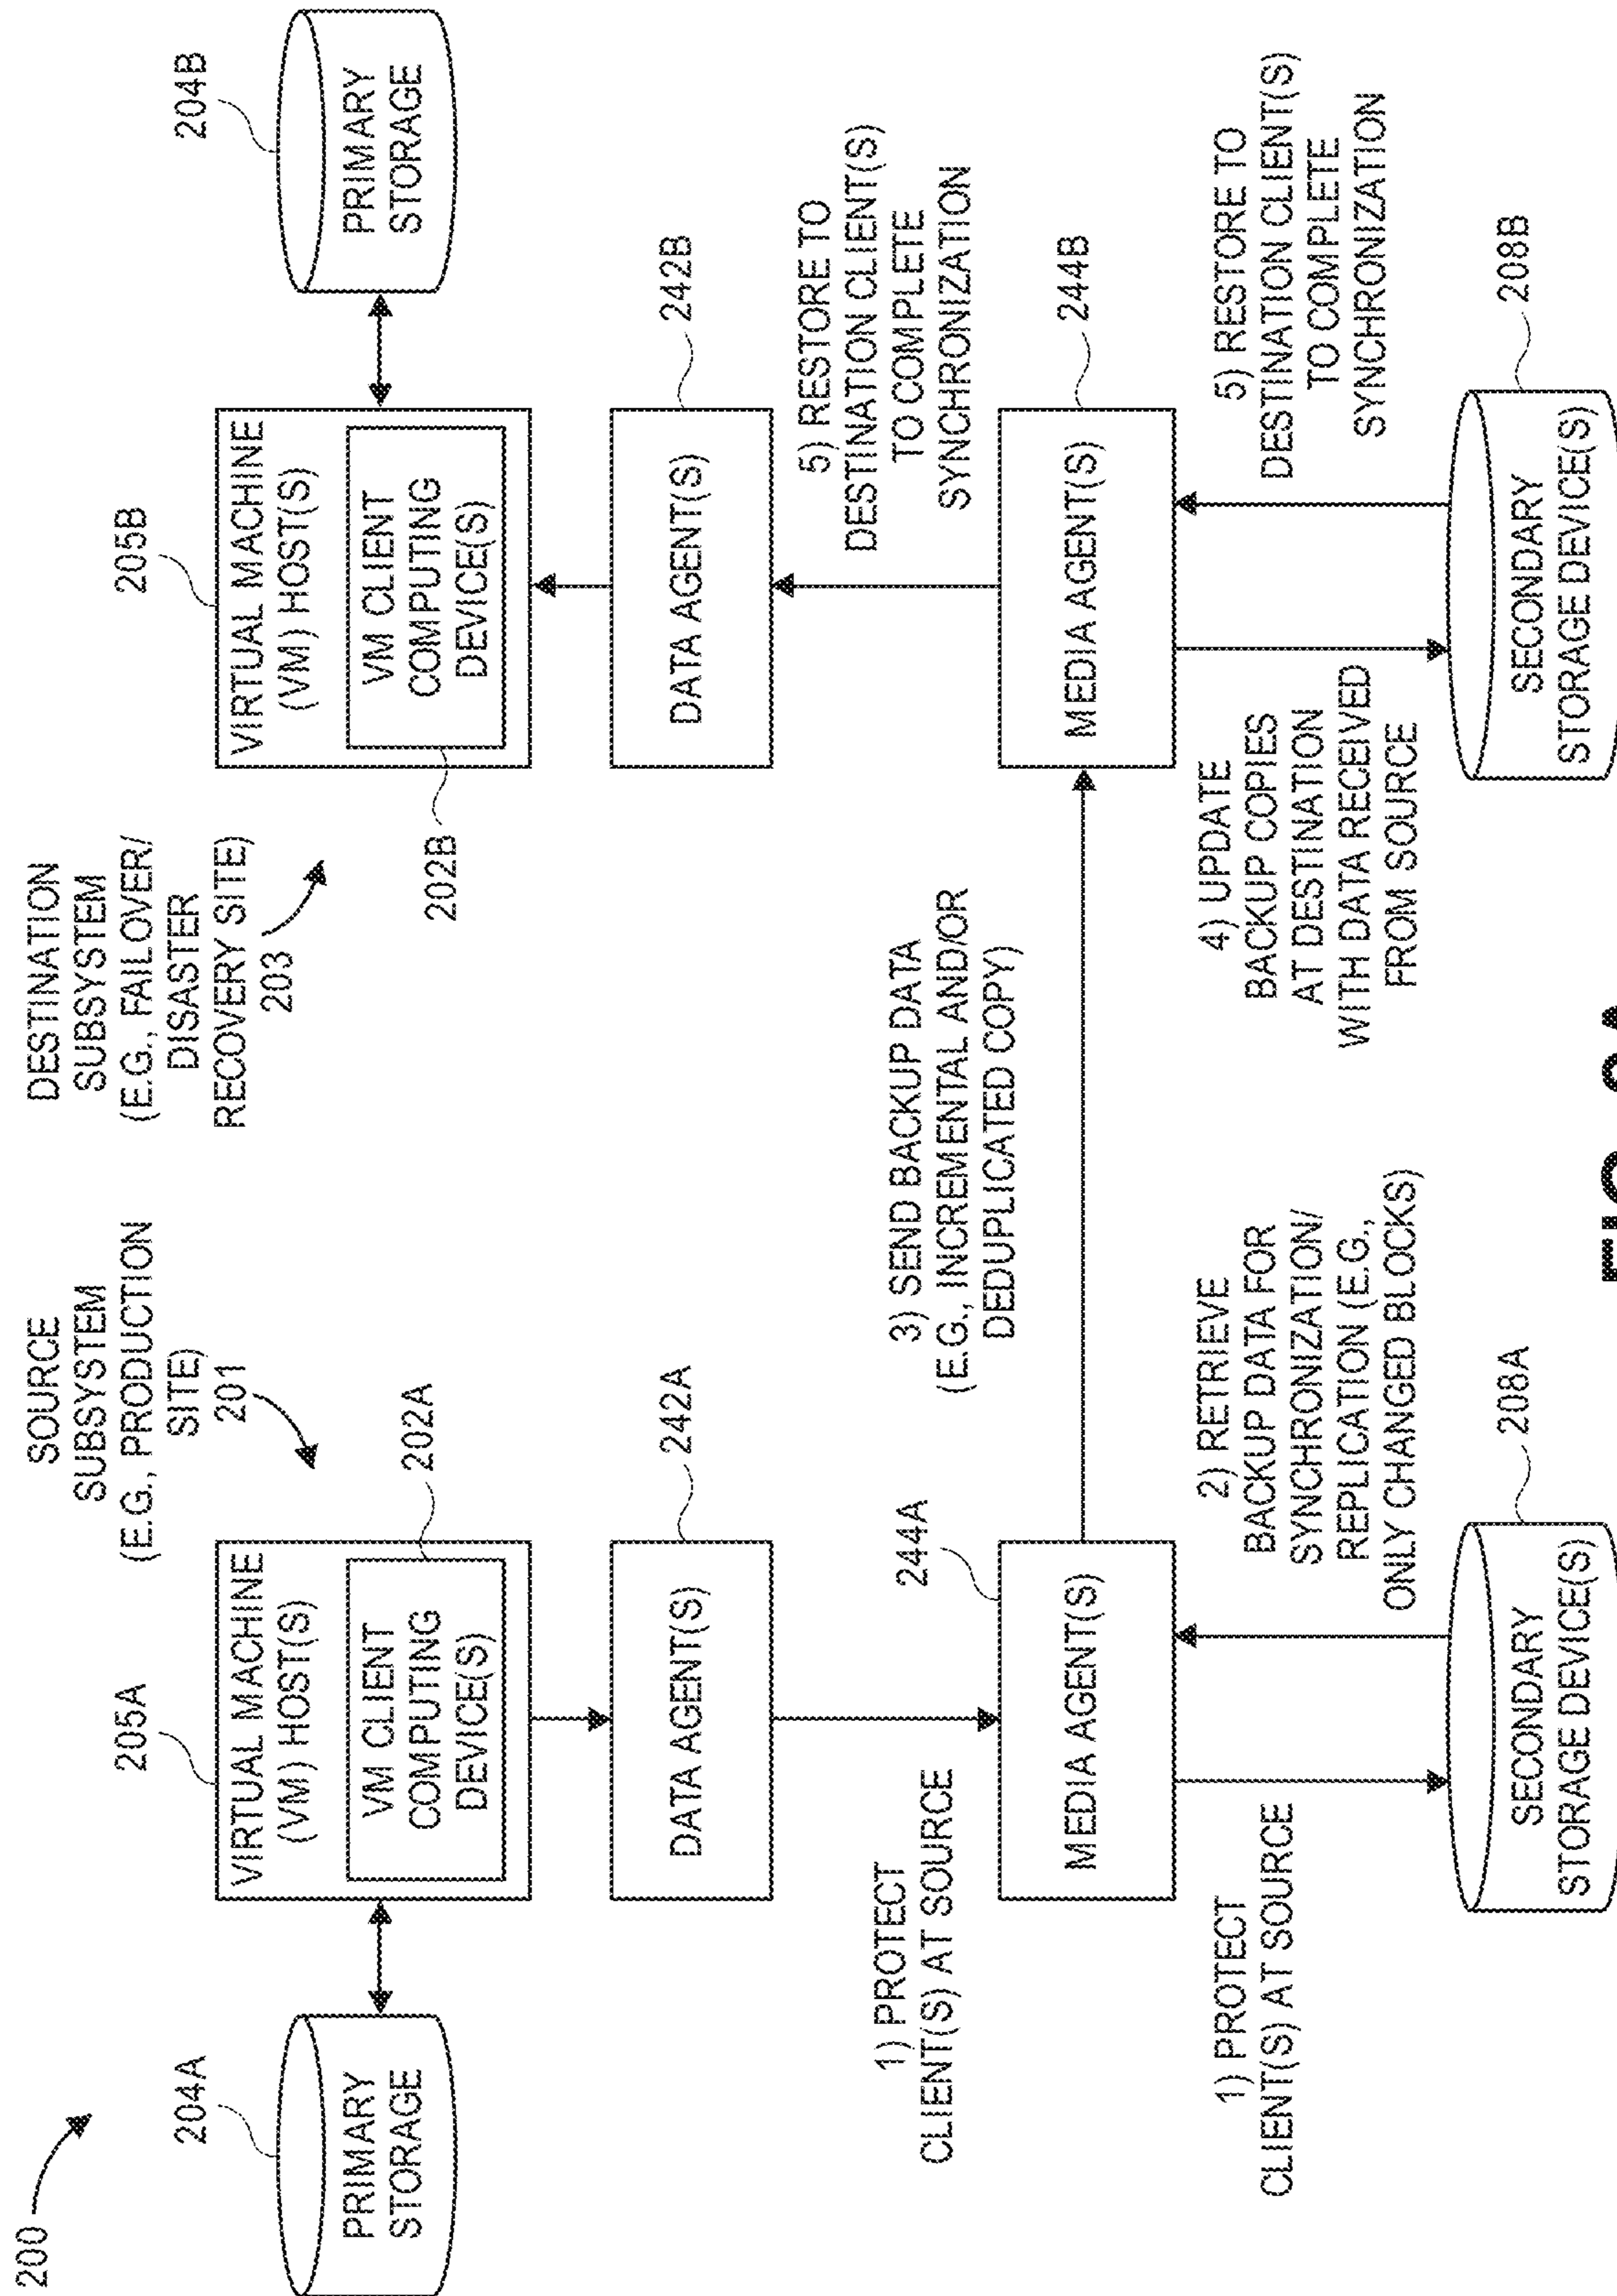 200
SOURCE
SUBSYSTEM
(E.G., PRODUCTION
SITE)
201
DESTINATION
SUBSYSTEM
(E.G., FAILOVER/
DISASTER
RECOVERY SITE)
203
204A
PRIMARY
STORAGE
205A
VIRTUAL MACHINE
(VM) HOST(S)
VM CLIENT
COMPUTING
DEVICE(S)
202A
205B
VIRTUAL MACHINE
(VM) HOST(S)
VM CLIENT
COMPUTING
DEVICE(S)
202B
204B
PRIMARY
STORAGE
DATA AGENT(S)
242A
DATA AGENT(S)
242B
1) PROTECT
CLIENT(S) AT SOURCE
244A
3) SEND BACKUP DATA
(E.G., INCREMENTAL AND/OR
DEDUPLICATED COPY)
5) RESTORE TO
DESTINATION CLIENT(S)
TO COMPLETE
SYNCHRONIZATION
MEDIA AGENT(S)
MEDIA AGENT(S)
244B
1) PROTECT
CLIENT(S) AT SOURCE
2) RETRIEVE
BACKUP DATA FOR
SYNCHRONIZATION/
REPLICATION (E.G.,
ONLY CHANGED BLOCKS)
4) UPDATE
BACKUP COPIES
AT DESTINATION
WITH DATA RECEIVED
FROM SOURCE
5) RESTORE TO
DESTINATION CLIENT(S)
TO COMPLETE
SYNCHRONIZATION
SECONDARY
STORAGE DEVICE(S)
208A
SECONDARY
STORAGE DEVICE(S)
208B